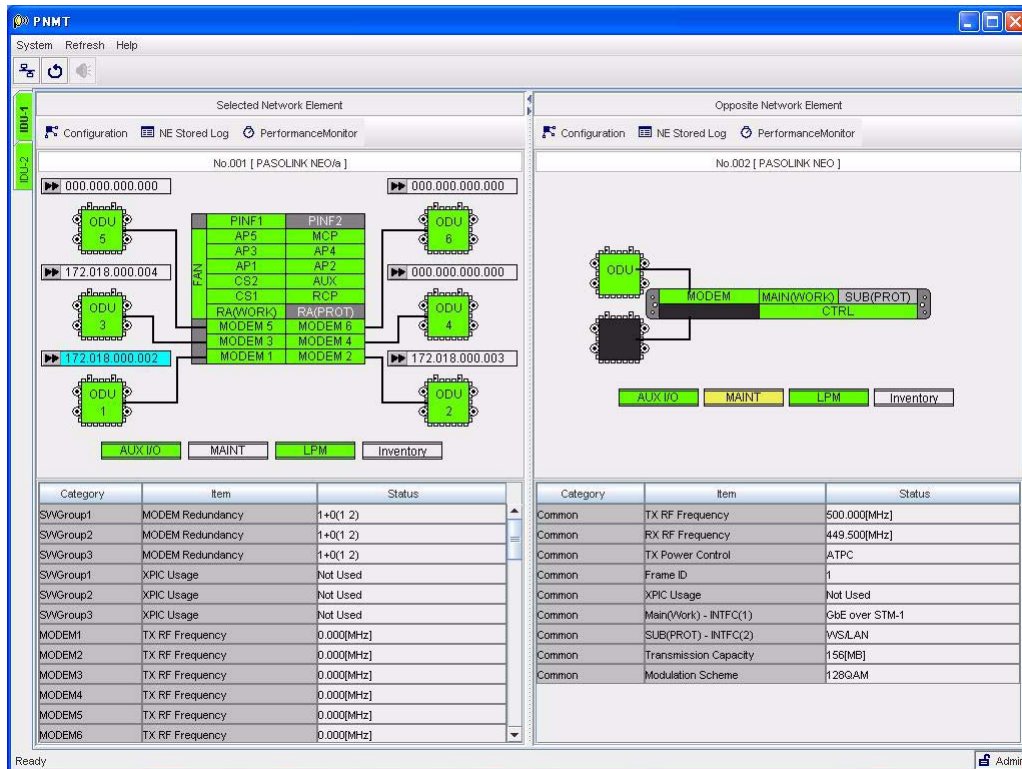 PNMT
System Refresh Help
IDU-1
IDU-2
Selected Network Element
Configuration NE Stored Log PerformanceMonitor
No.001 [ PASOLINK NEO/a ]
000.000.000.000 000.000.000.000
ODU 5
ODU 6
172.018.000.004 000.000.000.000
ODU 3
ODU 4
172.018.000.002 172.018.000.003
ODU 1
ODU 2
FAN
PINF1 PINF2
AP5 MCP
AP3 AP4
AP1 AP2
CS2 AUX
CS1 RCP
RA(WORK) RA(PROT)
MODEM 5 MODEM 6
MODEM 3 MODEM 4
MODEM 1 MODEM 2
AUX I/O MAINT LPM Inventory
Category Item Status
SWGroup1 MODEM Redundancy 1+0(1 2)
SWGroup2 MODEM Redundancy 1+0(1 2)
SWGroup3 MODEM Redundancy 1+0(1 2)
SWGroup1 XPIC Usage Not Used
SWGroup2 XPIC Usage Not Used
SWGroup3 XPIC Usage Not Used
MODEM1 TX RF Frequency 0.000[MHz]
MODEM2 TX RF Frequency 0.000[MHz]
MODEM3 TX RF Frequency 0.000[MHz]
MODEM4 TX RF Frequency 0.000[MHz]
MODEM5 TX RF Frequency 0.000[MHz]
MODEM6 TX RF Frequency 0.000[MHz]
Opposite Network Element
Configuration NE Stored Log PerformanceMonitor
No.002 [ PASOLINK NEO ]
ODU
MODEM MAIN(WORK) SUB(PROT)
CTRL
AUX I/O MAINT LPM Inventory
Category Item Status
Common TX RF Frequency 500.000[MHz]
Common RX RF Frequency 449.500[MHz]
Common TX Power Control ATPC
Common Frame ID 1
Common XPIC Usage Not Used
Common Main(Work) - INTFC(1) GbE over STM-1
Common SUB(PROT) - INTFC(2) WS/LAN
Common Transmission Capacity 156[MB]
Common Modulation Scheme 128QAM
Ready
Admin